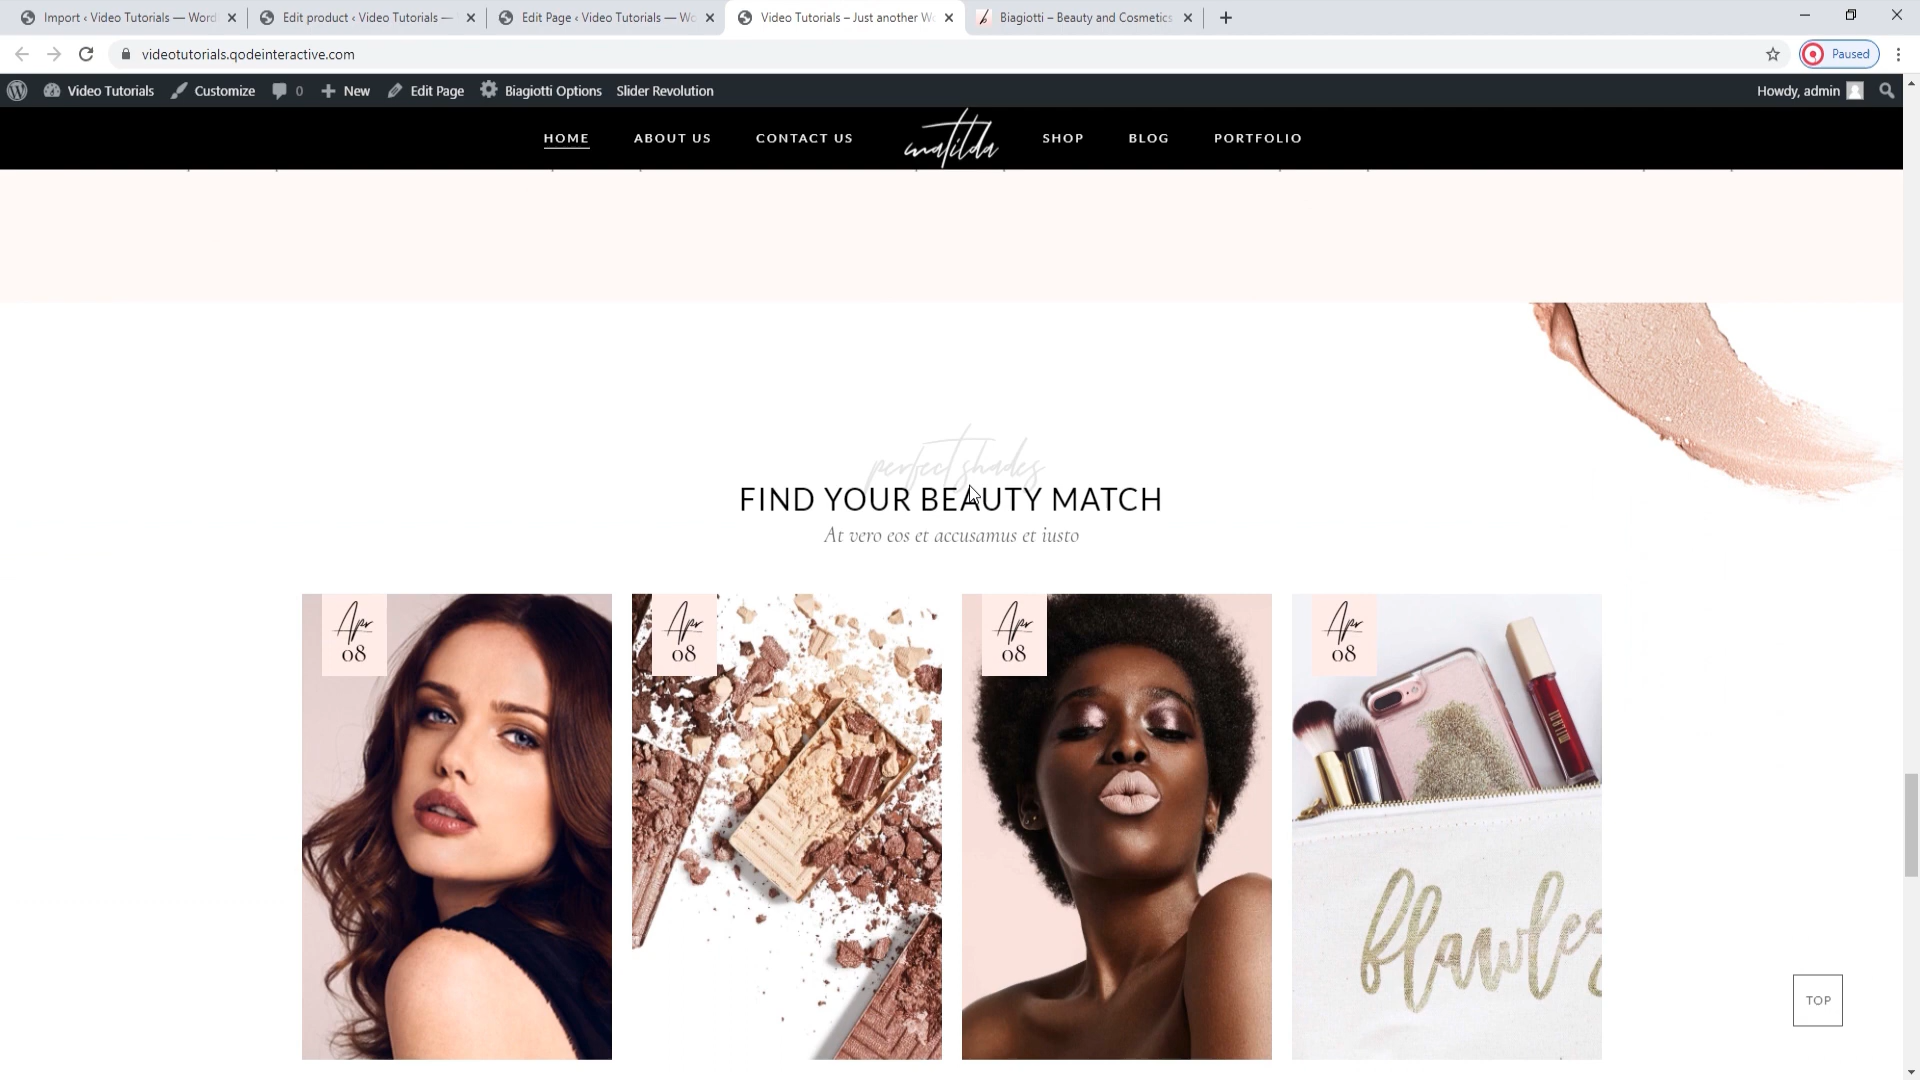 Import ‹ Video Tutorials — Word
Edit product ‹ Video Tutorials —
Edit Page ‹ Video Tutorials — Wo
Video Tutorials – Just another W
Biagiotti – Beauty and Cosmetics
videotutorials.qodeinteractive.com
Paused
Video Tutorials
Customize
0
New
Edit Page
Biagiotti Options
Slider Revolution
Howdy, admin
HOME
ABOUT US
CONTACT US
matilda
SHOP
BLOG
PORTFOLIO
perfect shades
FIND YOUR BEAUTY MATCH
At vero eos et accusamus et iusto
Apr
08
Apr
08
Apr
08
Apr
08
flawles
TOP